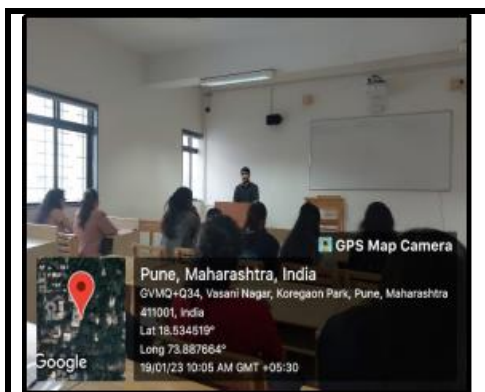 GPS Map Camera
Pune, Maharashtra, India
GVMQ+Q34, Vasani Nagar, Koregaon Park, Pune, Maharashtra
411001, India
Lat 18.534519°
Long 73.887664°
19/01/23 10:05 AM GMT +05:30
Google